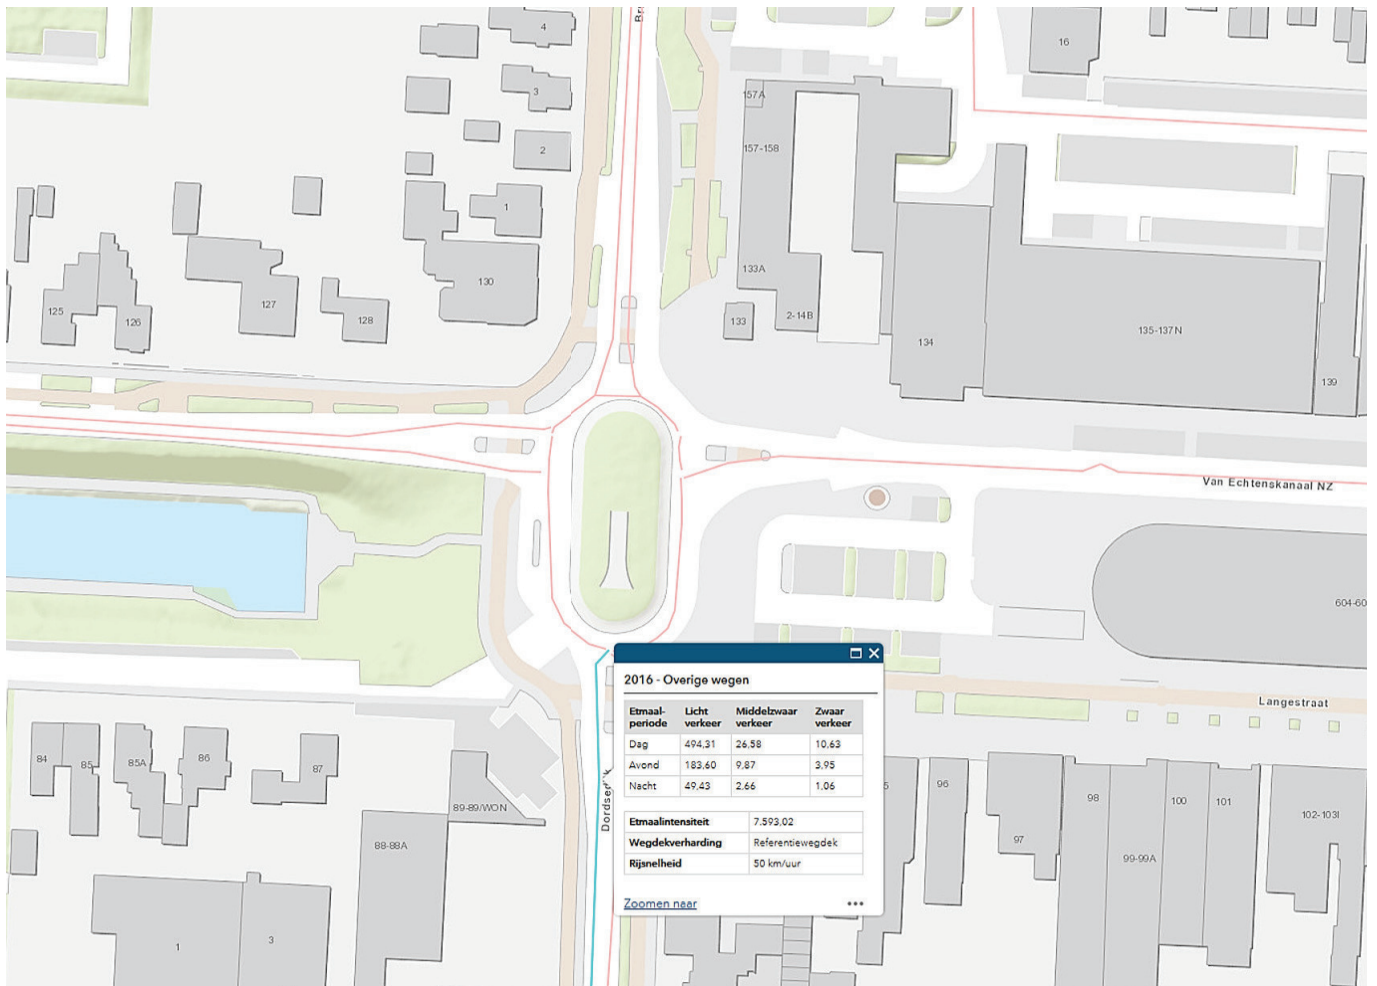 4
16
3
157A
2
157-158
1
133A
130
125
126
127
128
133
2-14B
134
135-137N
139
Van Echtenskanaal NZ
604-60
2016 - Overige wegen
Etmaal-periode Licht verkeer Middelzwaar verkeer Zwaar verkeer
Dag 494,31 26,58 10,63
Avond 183,60 9,87 3,95
Nacht 49,43 2.66 1.06
Etmaalintensiteit 7.593,02
Wegdekverharding Referentiewegdek
Rijsnelheid 50 km/uur
Zoomen naar
Langestraat
84
85
85A
86
87
89-89/WON
88-88A
1
3
96
97
98
99-99A
100
101
102-103I